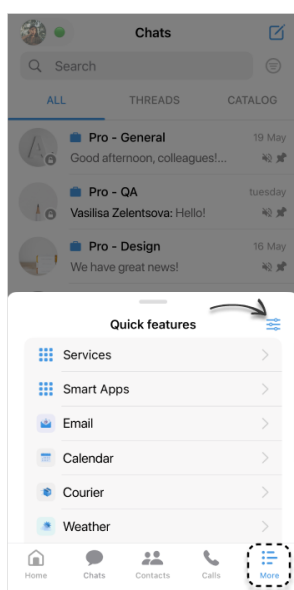 Chats
Search
ALL THREADS CATALOG
Pro - General 19 May
Good afternoon, colleagues!...
Pro - QA tuesday
Vasilisa Zelentsova: Hello!
Pro - Design 16 May
We have great news!
Quick features
Services
Smart Apps
Email
Calendar
Courier
Weather
Home Chats Contacts Calls More